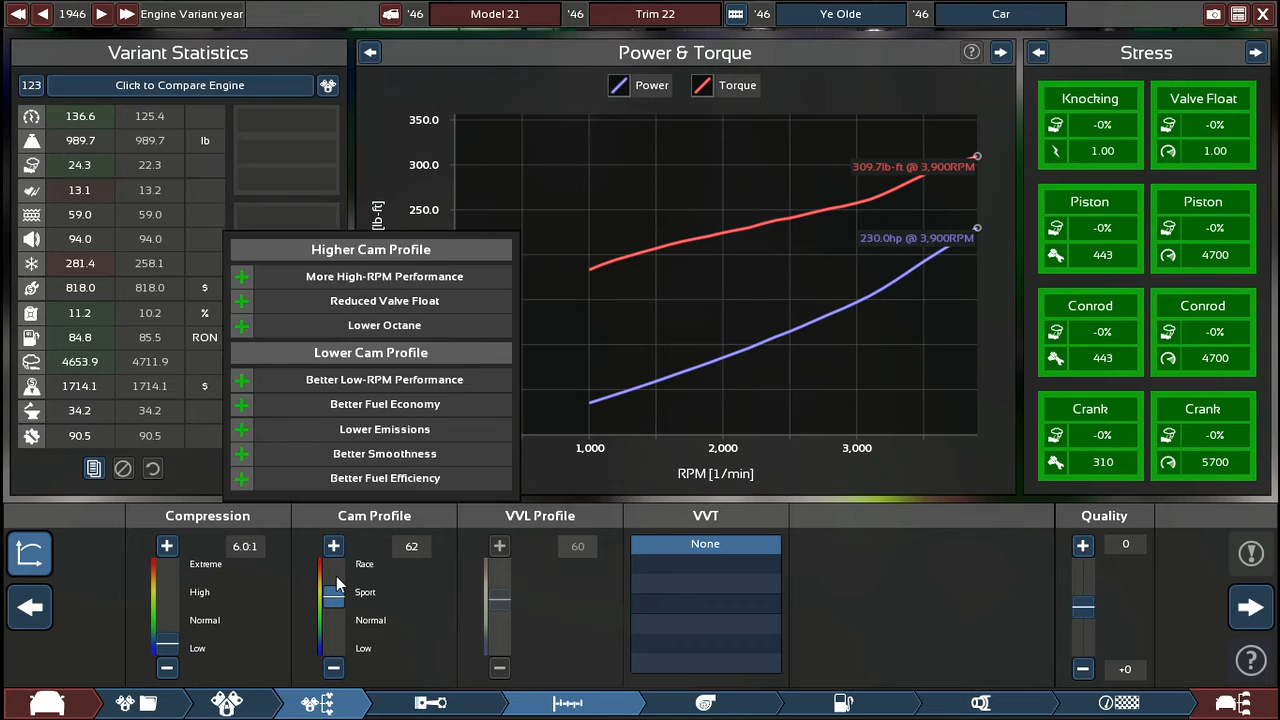 1946 Engine Variant year '46 Model 21 '46 Trim 22 '46 Ye Olde '46 Car
Variant Statistics
123 Click to Compare Engine
136.6 125.4
989.7 989.7 lb
24.3 22.3
13.1 13.2
59.0 59.0
94.0 94.0
281.4 258.1
818.0 818.0 $
11.2 10.2 %
84.8 85.5 RON
4653.9 4711.9
1714.1 1714.1 $
34.2 34.2
90.5 90.5
Higher Cam Profile
More High-RPM Performance
Reduced Valve Float
Lower Octane
Lower Cam Profile
Better Low-RPM Performance
Better Fuel Economy
Lower Emissions
Better Smoothness
Better Fuel Efficiency
Power & Torque
Power Torque
350.0
300.0
250.0
[lb-ft]
309.7lb-ft @ 3,900RPM
230.0hp @ 3,900RPM
1,000 2,000 3,000
RPM [1/min]
Stress
Knocking Valve Float
-0% -0%
1.00 1.00
Piston Piston
-0% -0%
443 4700
Conrod Conrod
-0% -0%
443 4700
Crank Crank
-0% -0%
310 5700
Compression Cam Profile VVL Profile VVT Quality
6.0:1 62 60 None 0
Extreme Race
High Sport
Normal Normal
Low Low
+0